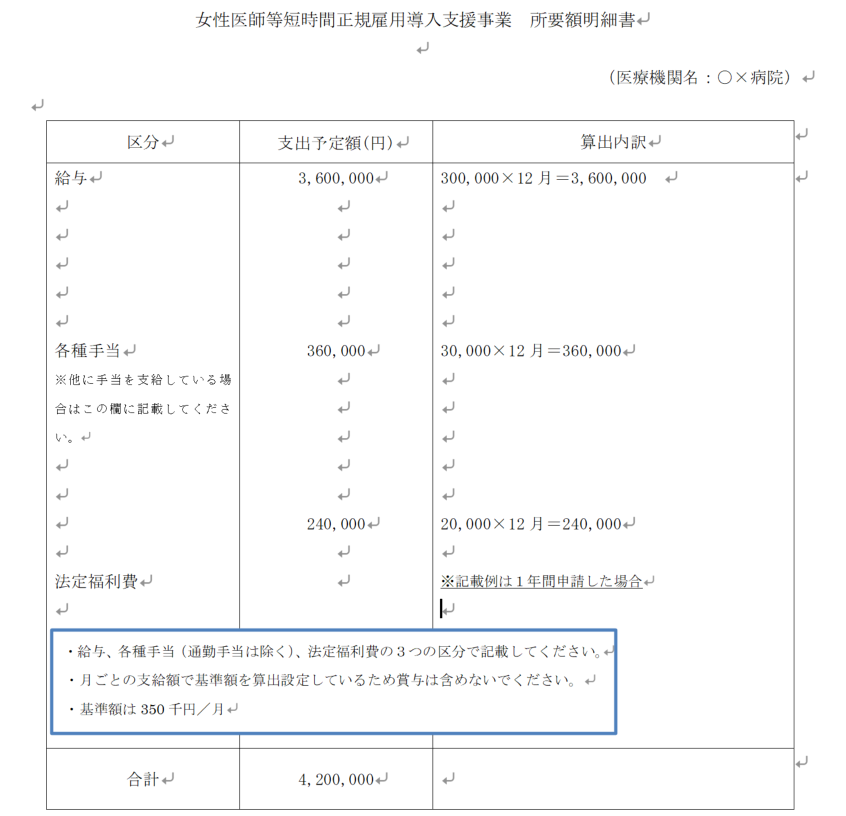 女性医師等短時間正規雇用導入支援事業　所要額明細書
（医療機関名：○×病院）
区分　支出予定額(円)　算出内訳
給与　3,600,000　300,000×12月＝3,600,000
各種手当　360,000　30,000×12月＝360,000
※他に手当を支給している場
合はこの欄に記載してくださ
い。
240,000　20,000×12月＝240,000
法定福利費　※記載例は１年間申請した場合
・給与、各種手当（通勤手当は除く）、法定福利費の３つの区分で記載してください。
・月ごとの支給額で基準額を算出設定しているため賞与は含めないでください。
・基準額は350千円／月
合計　4,200,000